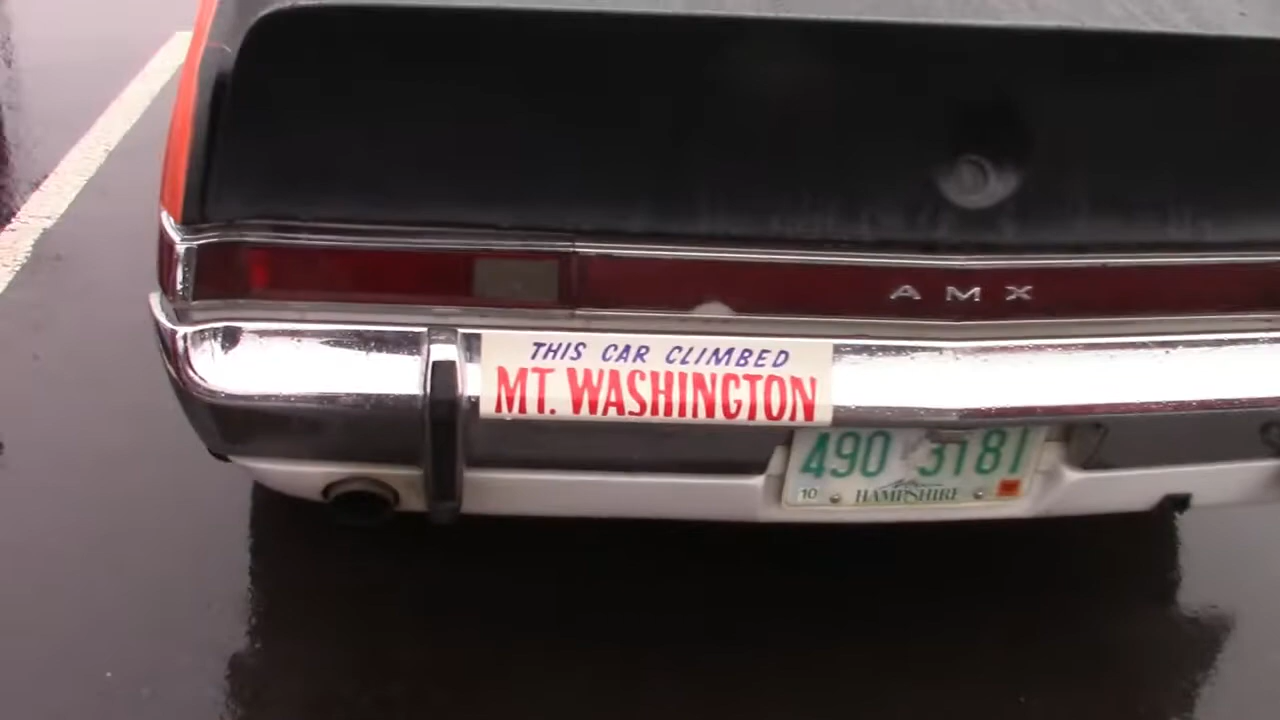 AMX
THIS CAR CLIMBED
MT. WASHINGTON
490 3181
10 HAMPSHIRE